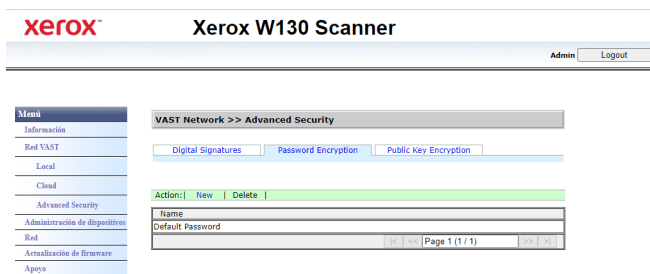 xerox™ Xerox W130 Scanner
Admin Logout
Menú
Información
Red VAST
Local
Cloud
Advanced Security
Administración de dispositivos
Red
Actualización de firmware
Apoyo
VAST Network >> Advanced Security
Digital Signatures Password Encryption Public Key Encryption
Action:| New | Delete |
Name
Default Password
|< << Page 1 (1 / 1) >> >|